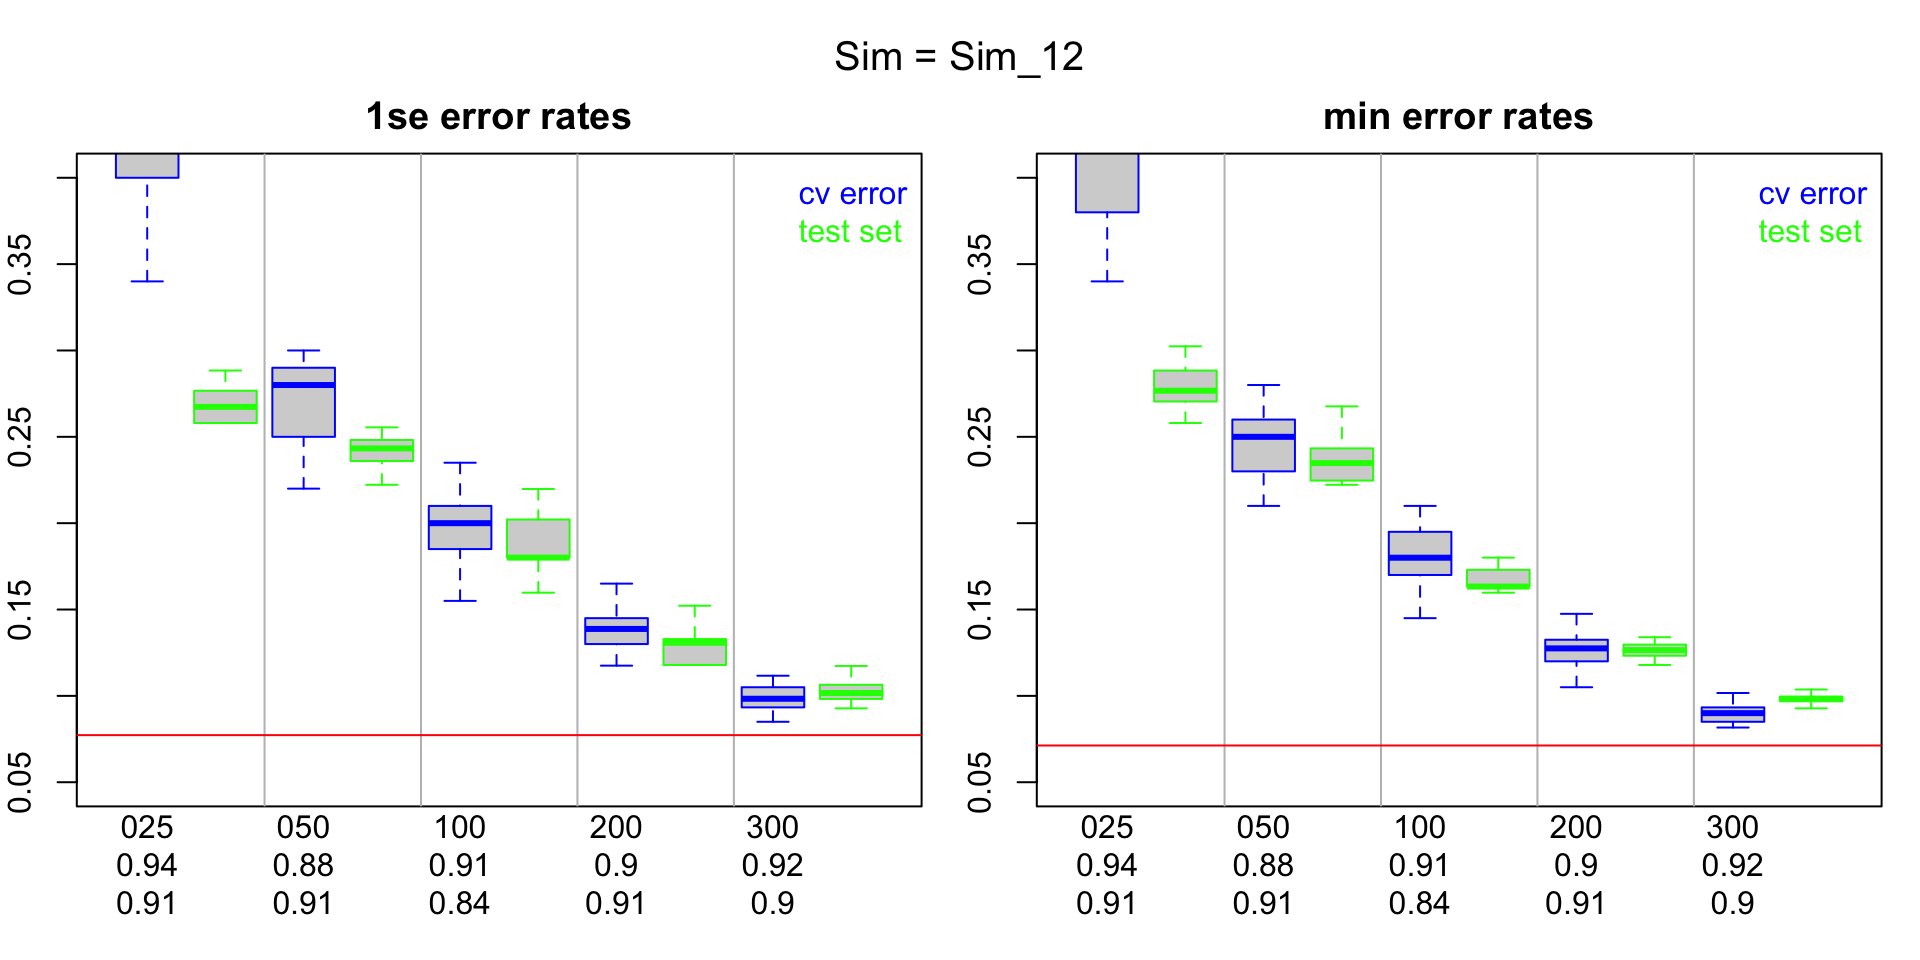 Sim = Sim_12
1se error rates
cv error
test set
0.35
0.25
0.15
0.05
025 050 100 200 300
0.94 0.88 0.91 0.9 0.92
0.91 0.91 0.84 0.91 0.9
min error rates
cv error
test set
0.35
0.25
0.15
0.05
025 050 100 200 300
0.94 0.88 0.91 0.9 0.92
0.91 0.91 0.84 0.91 0.9